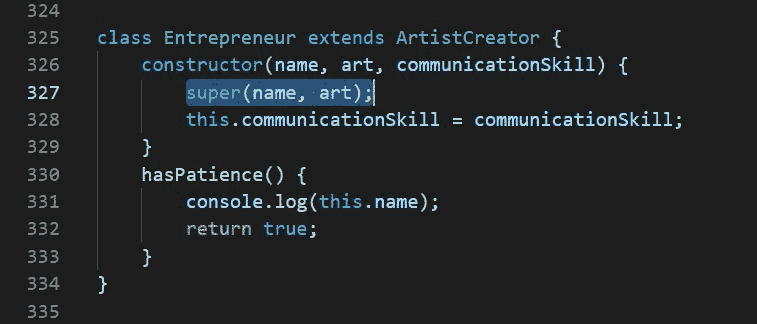 324
325 class Entrepreneur extends ArtistCreator {
326     constructor(name, art, communicationSkill) {
327         super(name, art);
328         this.communicationSkill = communicationSkill;
329     }
330     hasPatience() {
331         console.log(this.name);
332         return true;
333     }
334 }
335